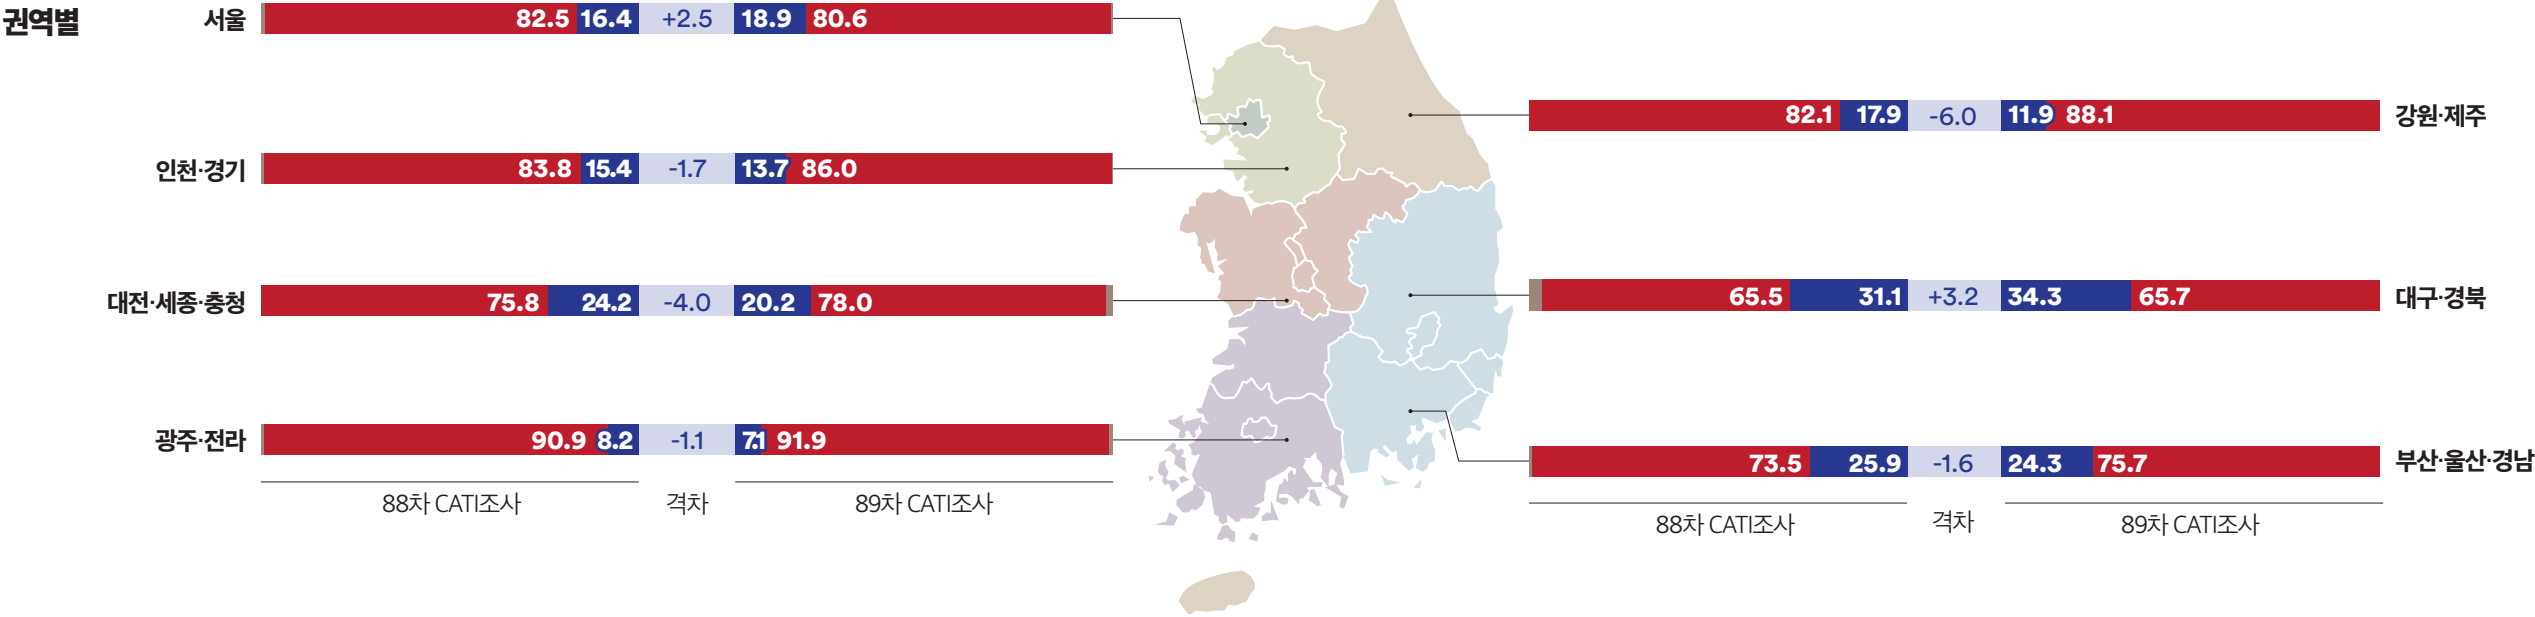 권역별
서울 82.5 16.4 +2.5 18.9 80.6
인천·경기 83.8 15.4 -1.7 13.7 86.0
대전·세종·충청 75.8 24.2 -4.0 20.2 78.0
광주·전라 90.9 8.2 -1.1 7.1 91.9
88차 CATI조사 격차 89차 CATI조사
82.1 17.9 -6.0 11.9 88.1 강원·제주
65.5 31.1 +3.2 34.3 65.7 대구·경북
73.5 25.9 -1.6 24.3 75.7 부산·울산·경남
88차 CATI조사 격차 89차 CATI조사